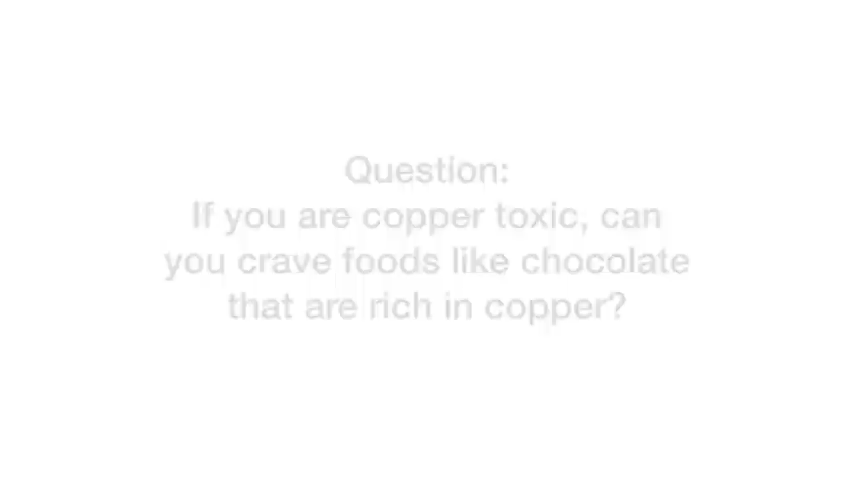 Question:
If you are copper toxic, can
you crave foods like chocolate
that are rich in copper?